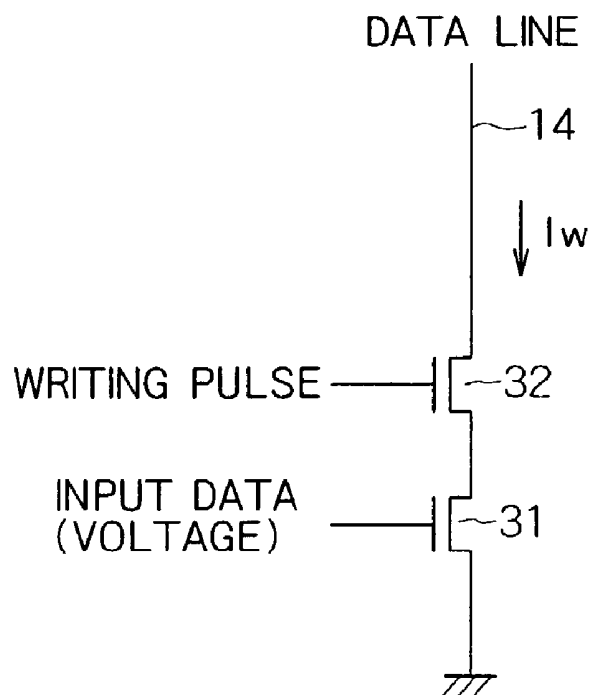 DATA LINE
14
Iw
WRITING PULSE
32
INPUT DATA
(VOLTAGE)
31